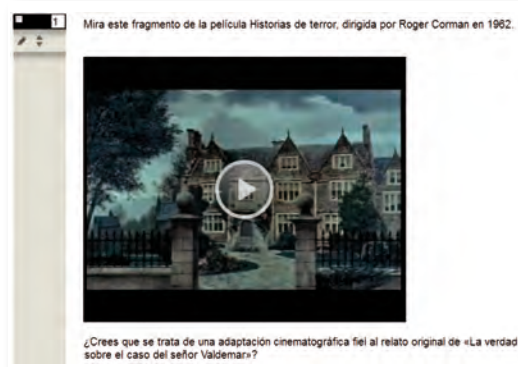 1
Mira este fragmento de la película Historias de terror, dirigida por Roger Corman en 1962.
¿Crees que se trata de una adaptación cinematográfica fiel al relato original de «La verdad
sobre el caso del señor Valdemar»?